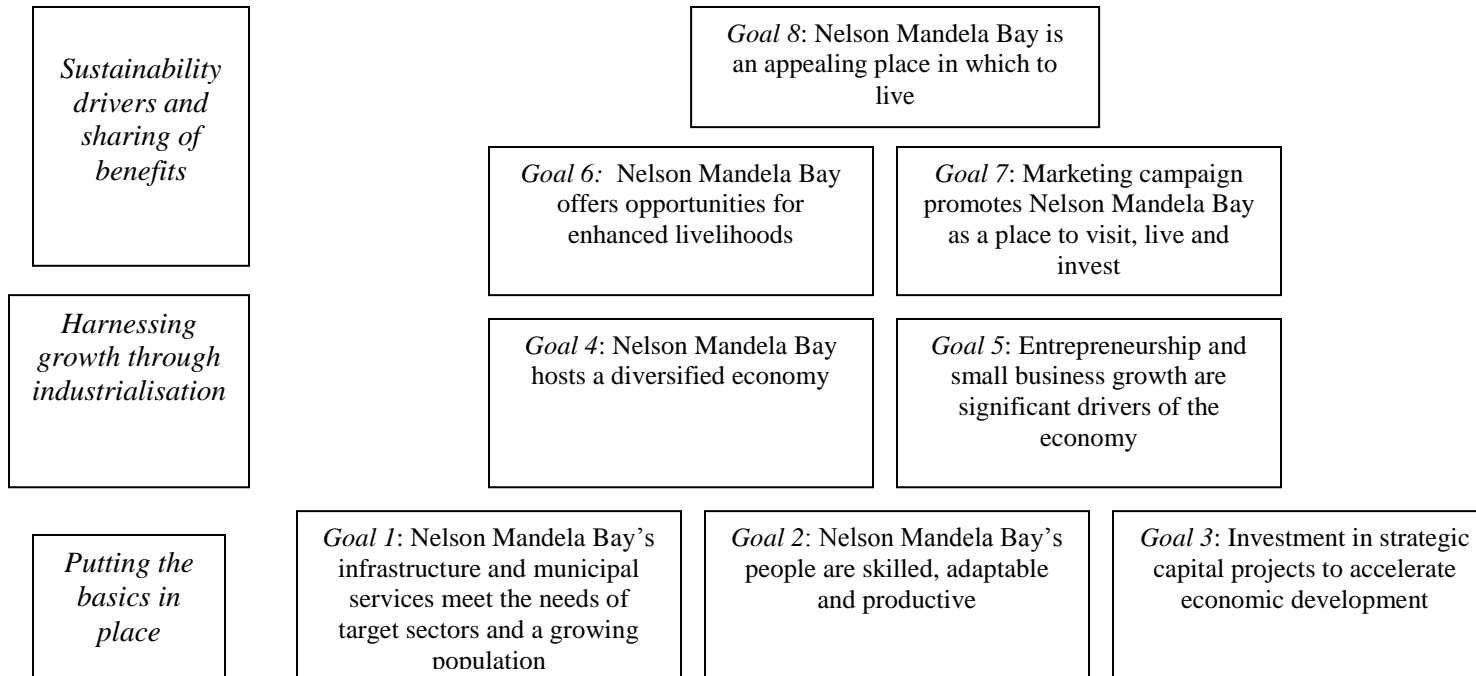 Sustainability
drivers and
sharing of
benefits
Goal 8: Nelson Mandela Bay is
an appealing place in which to
live
Goal 6: Nelson Mandela Bay
offers opportunities for
enhanced livelihoods
Goal 7: Marketing campaign
promotes Nelson Mandela Bay
as a place to visit, live and
invest
Harnessing
growth through
industrialisation
Goal 4: Nelson Mandela Bay
hosts a diversified economy
Goal 5: Entrepreneurship and
small business growth are
significant drivers of the
economy
Putting the
basics in
place
Goal 1: Nelson Mandela Bay’s
infrastructure and municipal
services meet the needs of
target sectors and a growing
population
Goal 2: Nelson Mandela Bay’s
people are skilled, adaptable
and productive
Goal 3: Investment in strategic
capital projects to accelerate
economic development